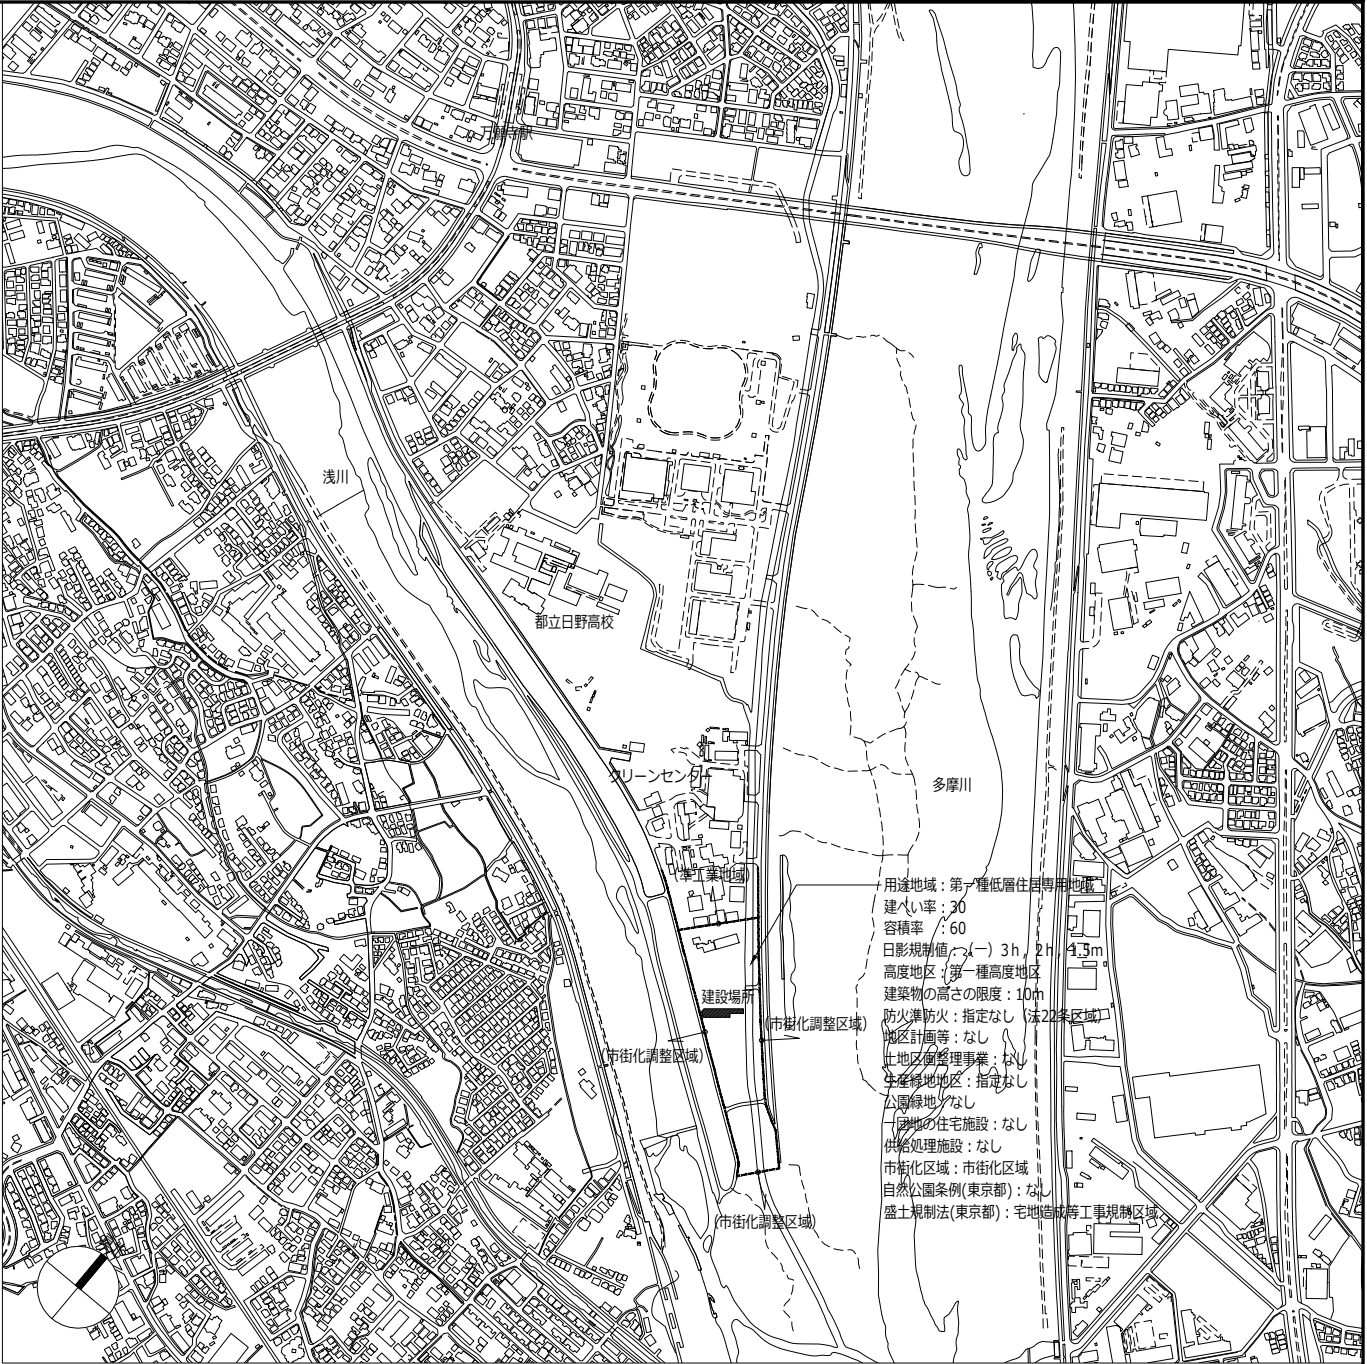 万願寺駅
浅川
都立日野高校
クリーンセンター
多摩川
(準工業地域)
用途地域：第一種低層住居専用地域
建ぺい率：30
容積率　：60
日影規制値：(一) 3h, 2h, 1.5m
高度地区：第一種高度地区
建築物の高さの限度：10m
防火準防火：指定なし (法22条区域)
地区計画等：なし
土地区画整理事業：なし
生産緑地地区：指定なし
公園緑地：なし
一団地の住宅施設：なし
供給処理施設：なし
市街化区域：市街化区域
自然公園条例(東京都)：なし
盛土規制法(東京都)：宅地造成等工事規制区域
建設場所
(市街化調整区域)
(市街化調整区域)
(市街化調整区域)